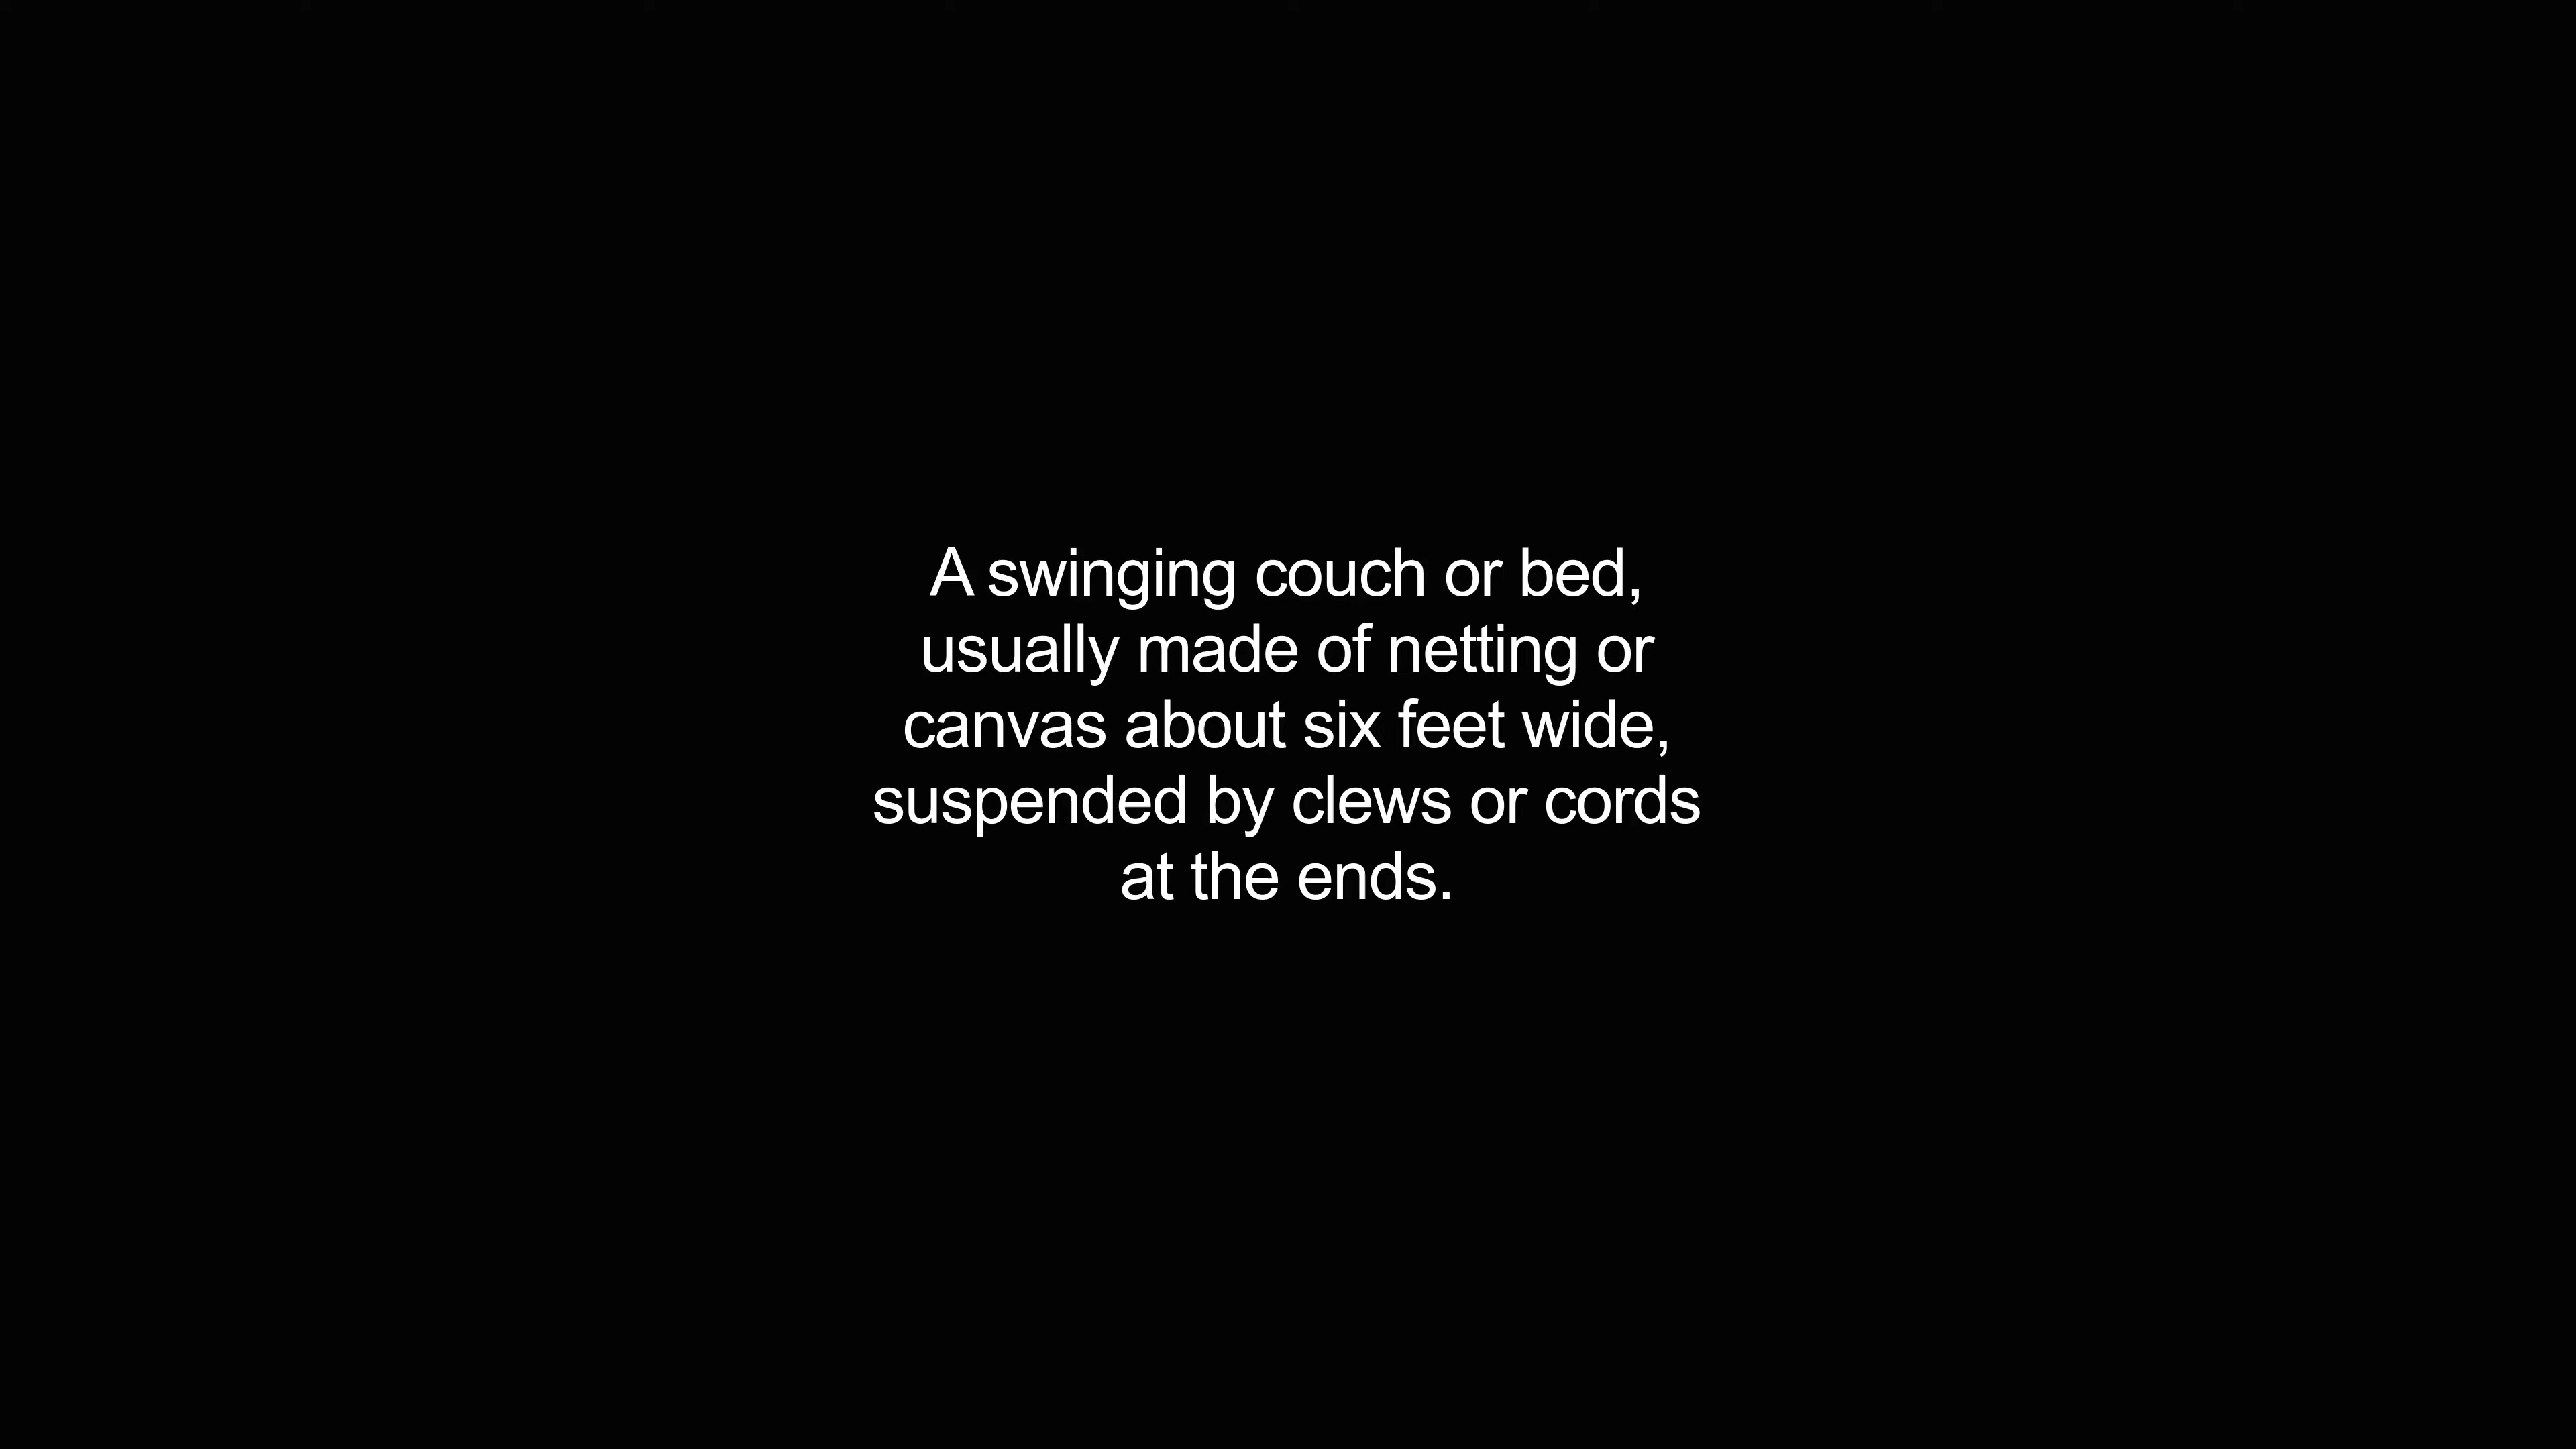 A swinging couch or bed,
usually made of netting or
canvas about six feet wide,
suspended by clews or cords
at the ends.